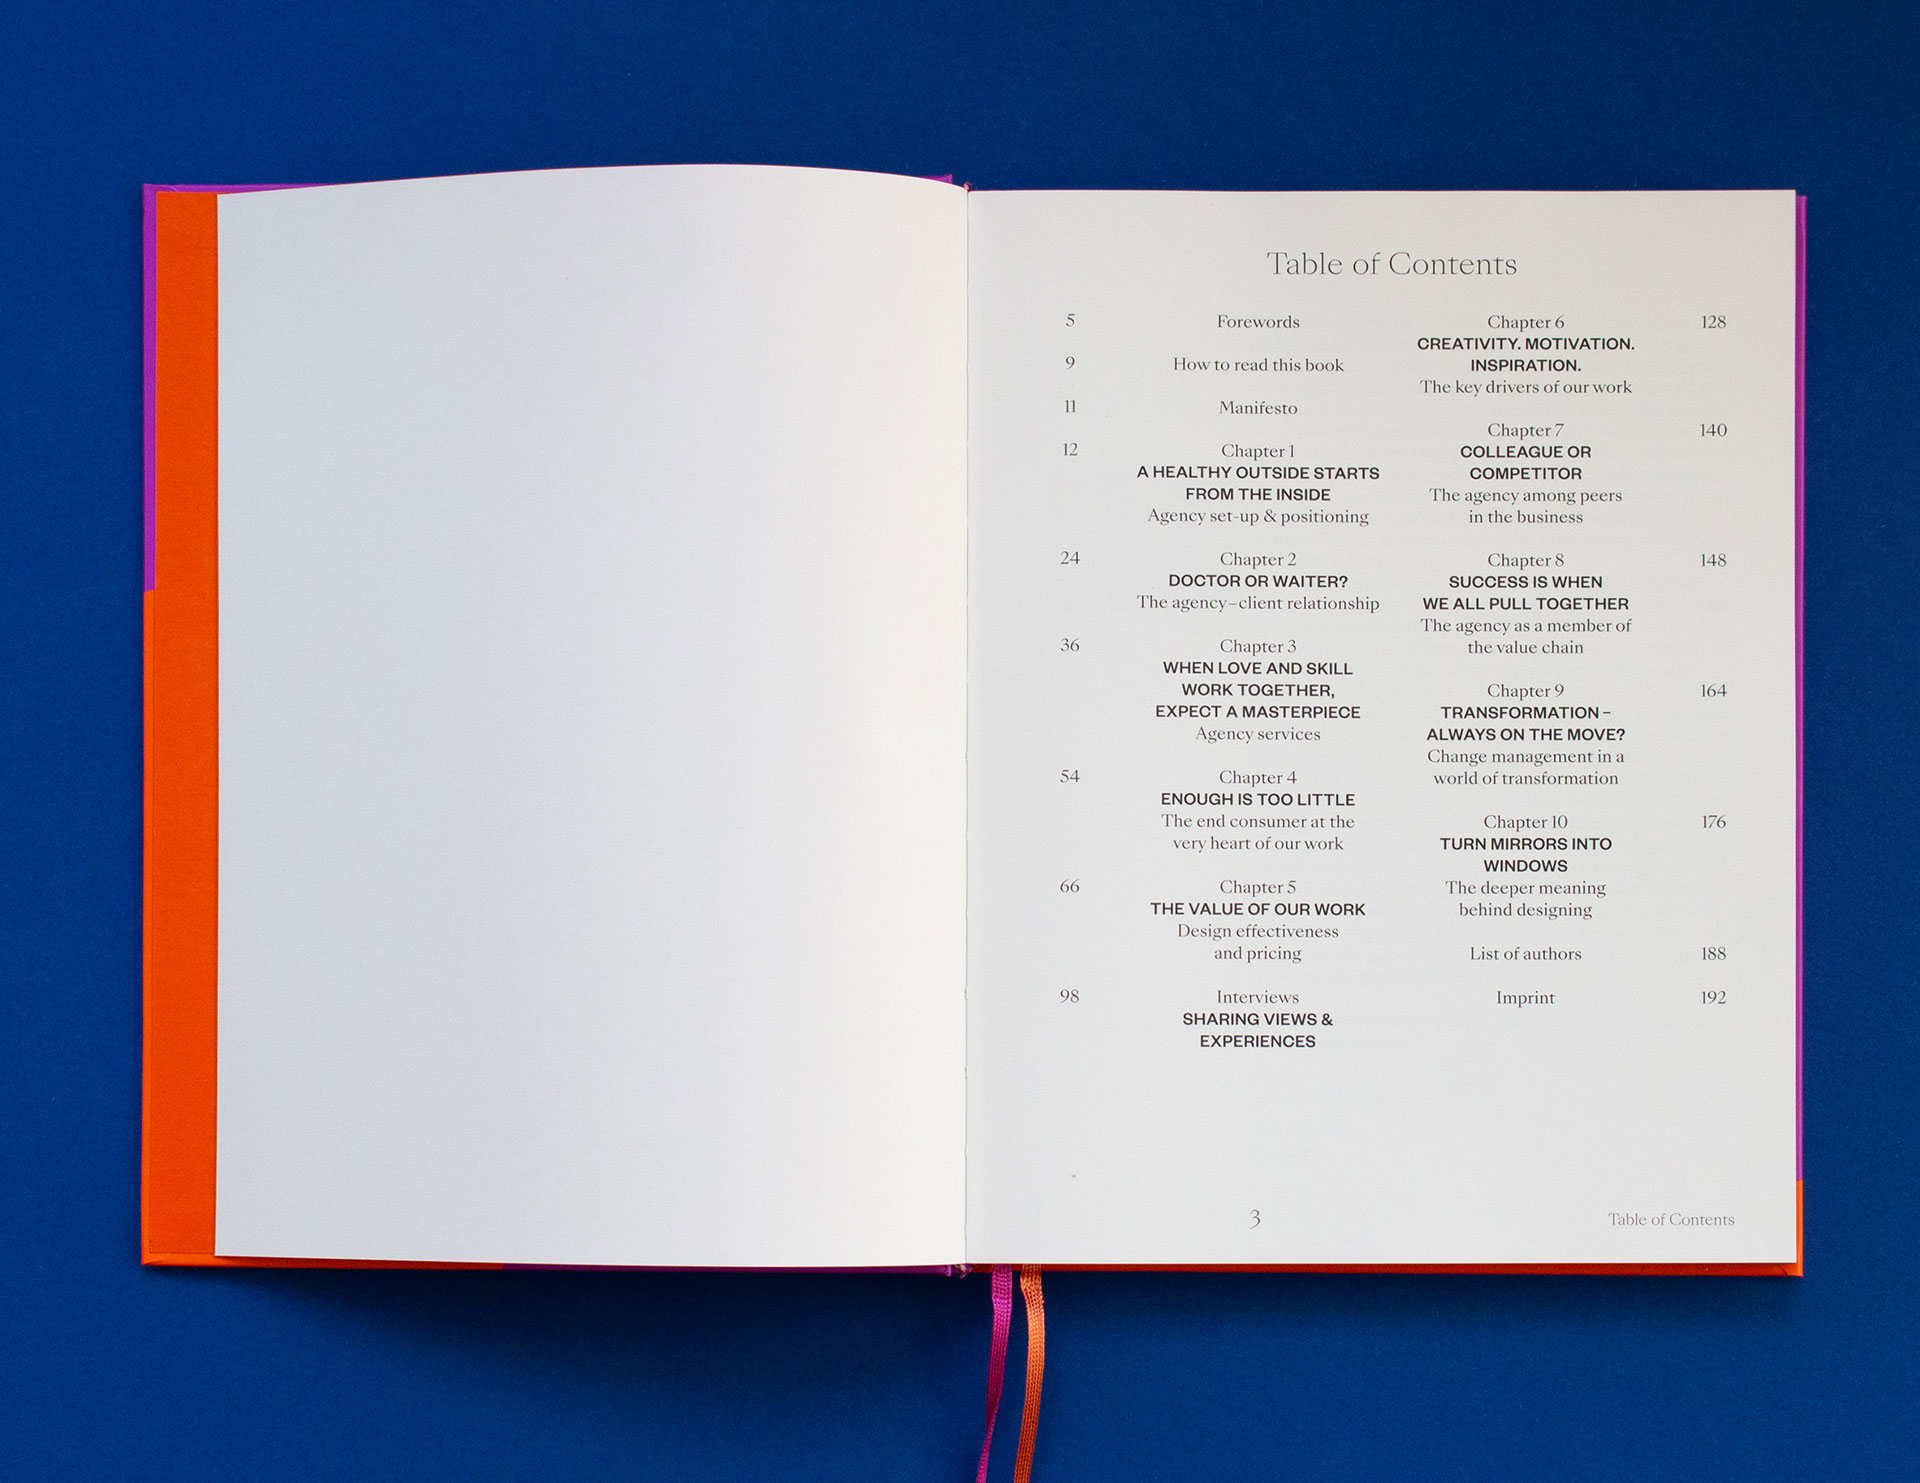 Table of Contents
5 Forewords
9 How to read this book
11 Manifesto
12 Chapter 1
A HEALTHY OUTSIDE STARTS
FROM THE INSIDE
Agency set-up & positioning
24 Chapter 2
DOCTOR OR WAITER?
The agency–client relationship
36 Chapter 3
WHEN LOVE AND SKILL
WORK TOGETHER,
EXPECT A MASTERPIECE
Agency services
54 Chapter 4
ENOUGH IS TOO LITTLE
The end consumer at the
very heart of our work
66 Chapter 5
THE VALUE OF OUR WORK
Design effectiveness
and pricing
98 Interviews
SHARING VIEWS &
EXPERIENCES
Chapter 6 128
CREATIVITY. MOTIVATION.
INSPIRATION.
The key drivers of our work
Chapter 7 140
COLLEAGUE OR
COMPETITOR
The agency among peers
in the business
Chapter 8 148
SUCCESS IS WHEN
WE ALL PULL TOGETHER
The agency as a member of
the value chain
Chapter 9 164
TRANSFORMATION –
ALWAYS ON THE MOVE?
Change management in a
world of transformation
Chapter 10 176
TURN MIRRORS INTO
WINDOWS
The deeper meaning
behind designing
List of authors 188
Imprint 192
3 Table of Contents